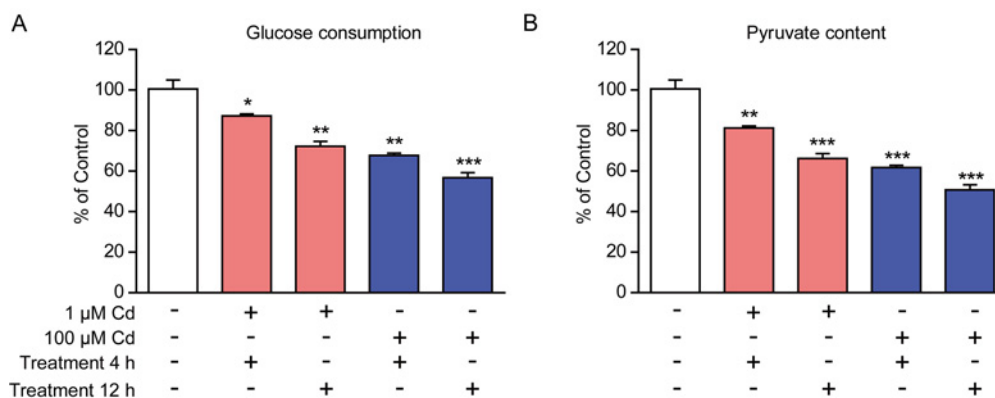 A
Glucose consumption
% of Control
120
100
80
60
40
20
0
*
**
**
***
B
Pyruvate content
% of Control
120
100
80
60
40
20
0
**
***
***
***
1 μM Cd - + + - - - + + - -
100 μM Cd - - - + + - - - + +
Treatment 4 h - + - + - - + - + -
Treatment 12 h - - + - + - - + - +